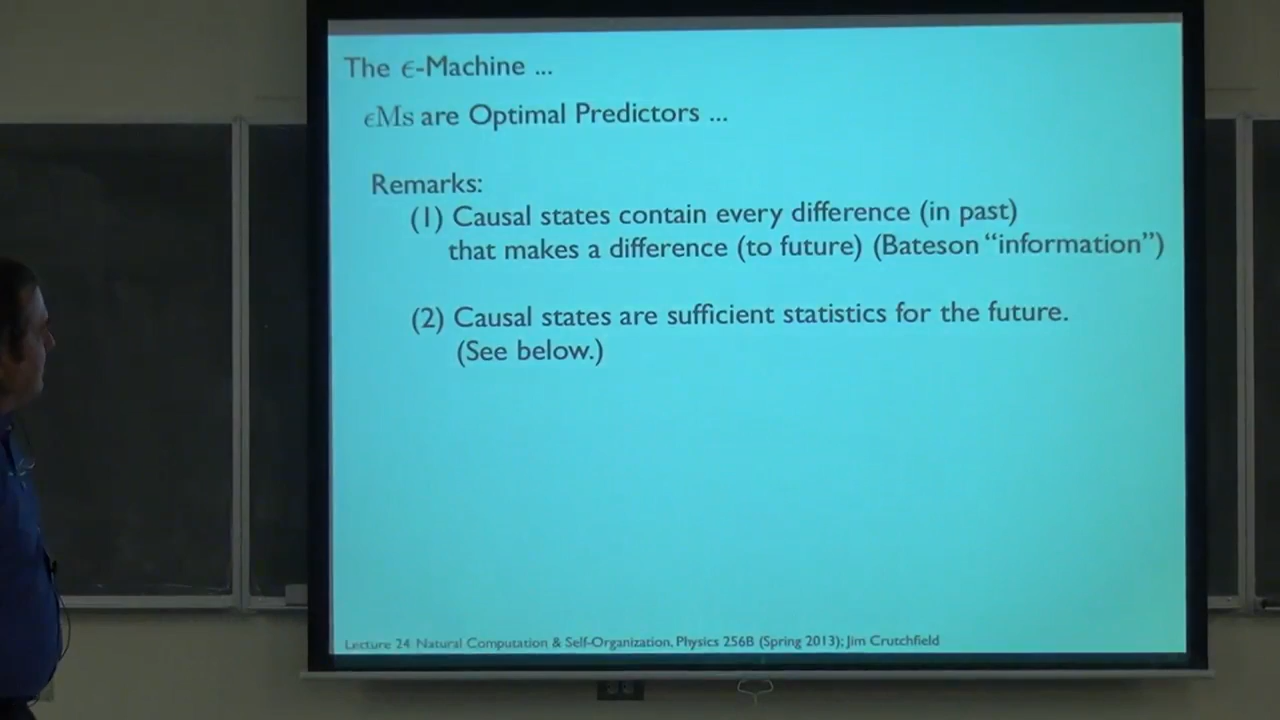 The ϵ-Machine ...
ϵMs are Optimal Predictors ...
Remarks:
(1) Causal states contain every difference (in past)
that makes a difference (to future) (Bateson “information”)
(2) Causal states are sufficient statistics for the future.
(See below.)
Lecture 24 Natural Computation & Self-Organization, Physics 256B (Spring 2013); Jim Crutchfield